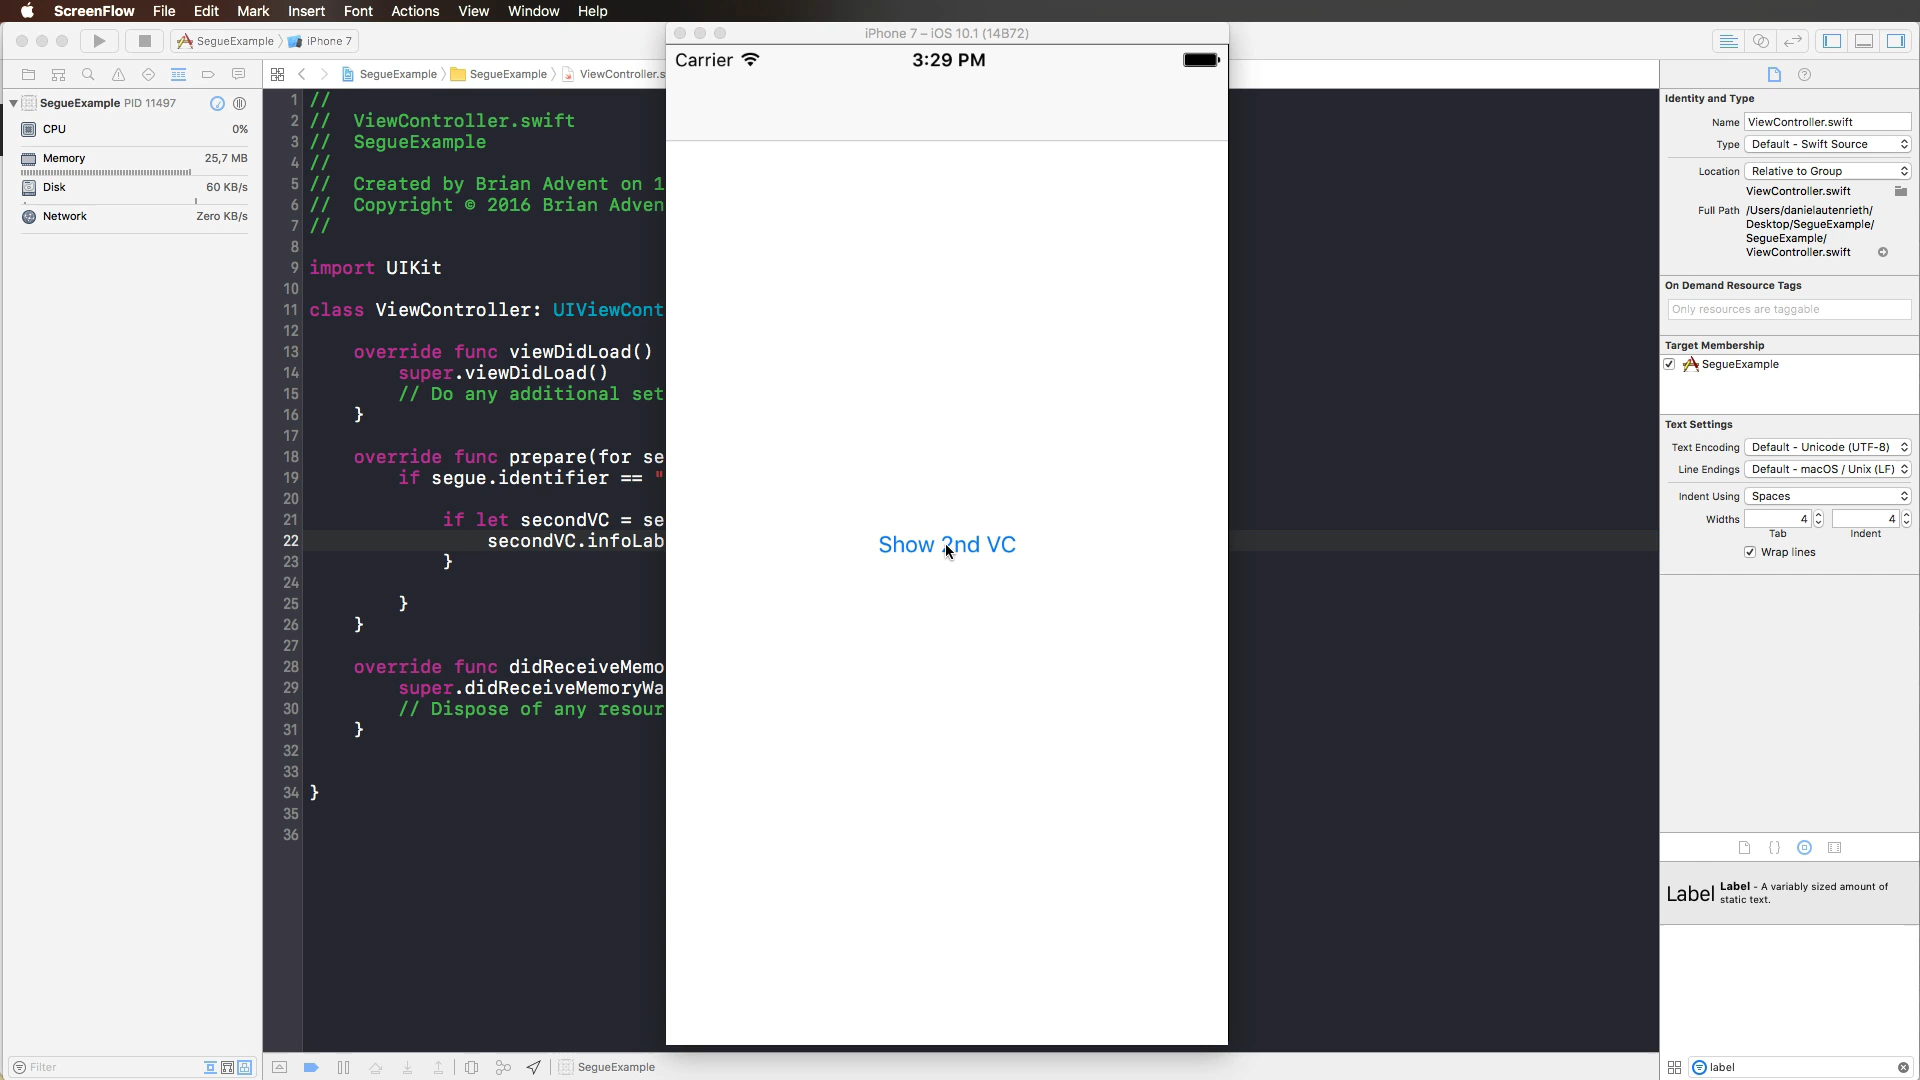 ScreenFlow File Edit Mark Insert Font Actions View Window Help
SegueExample iPhone 7
iPhone 7 – iOS 10.1 (14B72)
SegueExample SegueExample ViewController.s
SegueExample PID 11497
CPU 0%
Memory 25,7 MB
Disk 60 KB/s
Network Zero KB/s
1 //
2 // ViewController.swift
3 // SegueExample
4 //
5 // Created by Brian Advent on 1
6 // Copyright © 2016 Brian Adven
7 //
8
9 import UIKit
10
11 class ViewController: UIViewCont
12
13 override func viewDidLoad()
14 super.viewDidLoad()
15 // Do any additional set
16 }
17
18 override func prepare(for se
19 if segue.identifier == "
20
21 if let secondVC = se
22 secondVC.infoLab
23 }
24
25 }
26 }
27
28 override func didReceiveMemo
29 super.didReceiveMemoryWa
30 // Dispose of any resour
31 }
32
33
34 }
35
36
Carrier 3:29 PM
Show 2nd VC
Identity and Type
Name ViewController.swift
Type Default - Swift Source
Location Relative to Group
ViewController.swift
Full Path /Users/danielautenrieth/
Desktop/SegueExample/
SegueExample/
ViewController.swift
On Demand Resource Tags
Only resources are taggable
Target Membership
SegueExample
Text Settings
Text Encoding Default - Unicode (UTF-8)
Line Endings Default - macOS / Unix (LF)
Indent Using Spaces
Widths 4 4
Tab Indent
Wrap lines
Label Label - A variably sized amount of
static text.
Filter
SegueExample
label